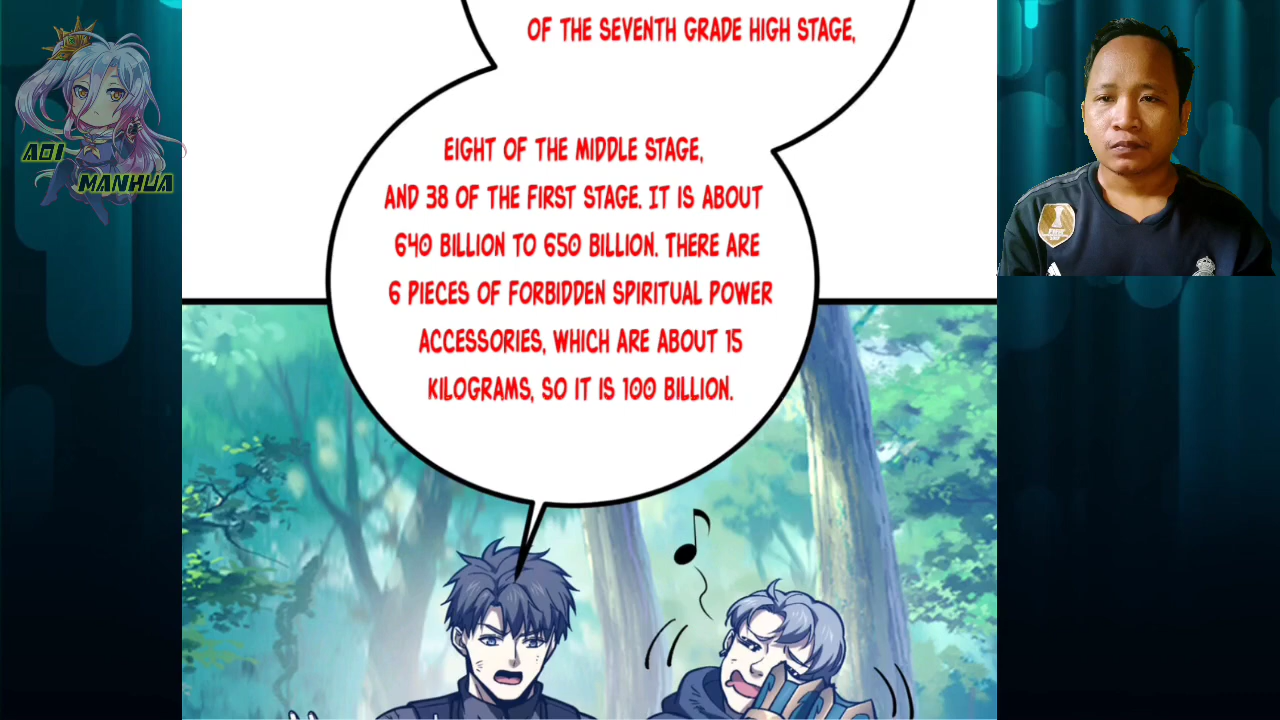 OF THE SEVENTH GRADE HIGH STAGE,
EIGHT OF THE MIDDLE STAGE,
AND 38 OF THE FIRST STAGE. IT IS ABOUT
640 BILLION TO 650 BILLION. THERE ARE
6 PIECES OF FORBIDDEN SPIRITUAL POWER
ACCESSORIES, WHICH ARE ABOUT 15
KILOGRAMS, SO IT IS 100 BILLION.
AOI
MANHUA